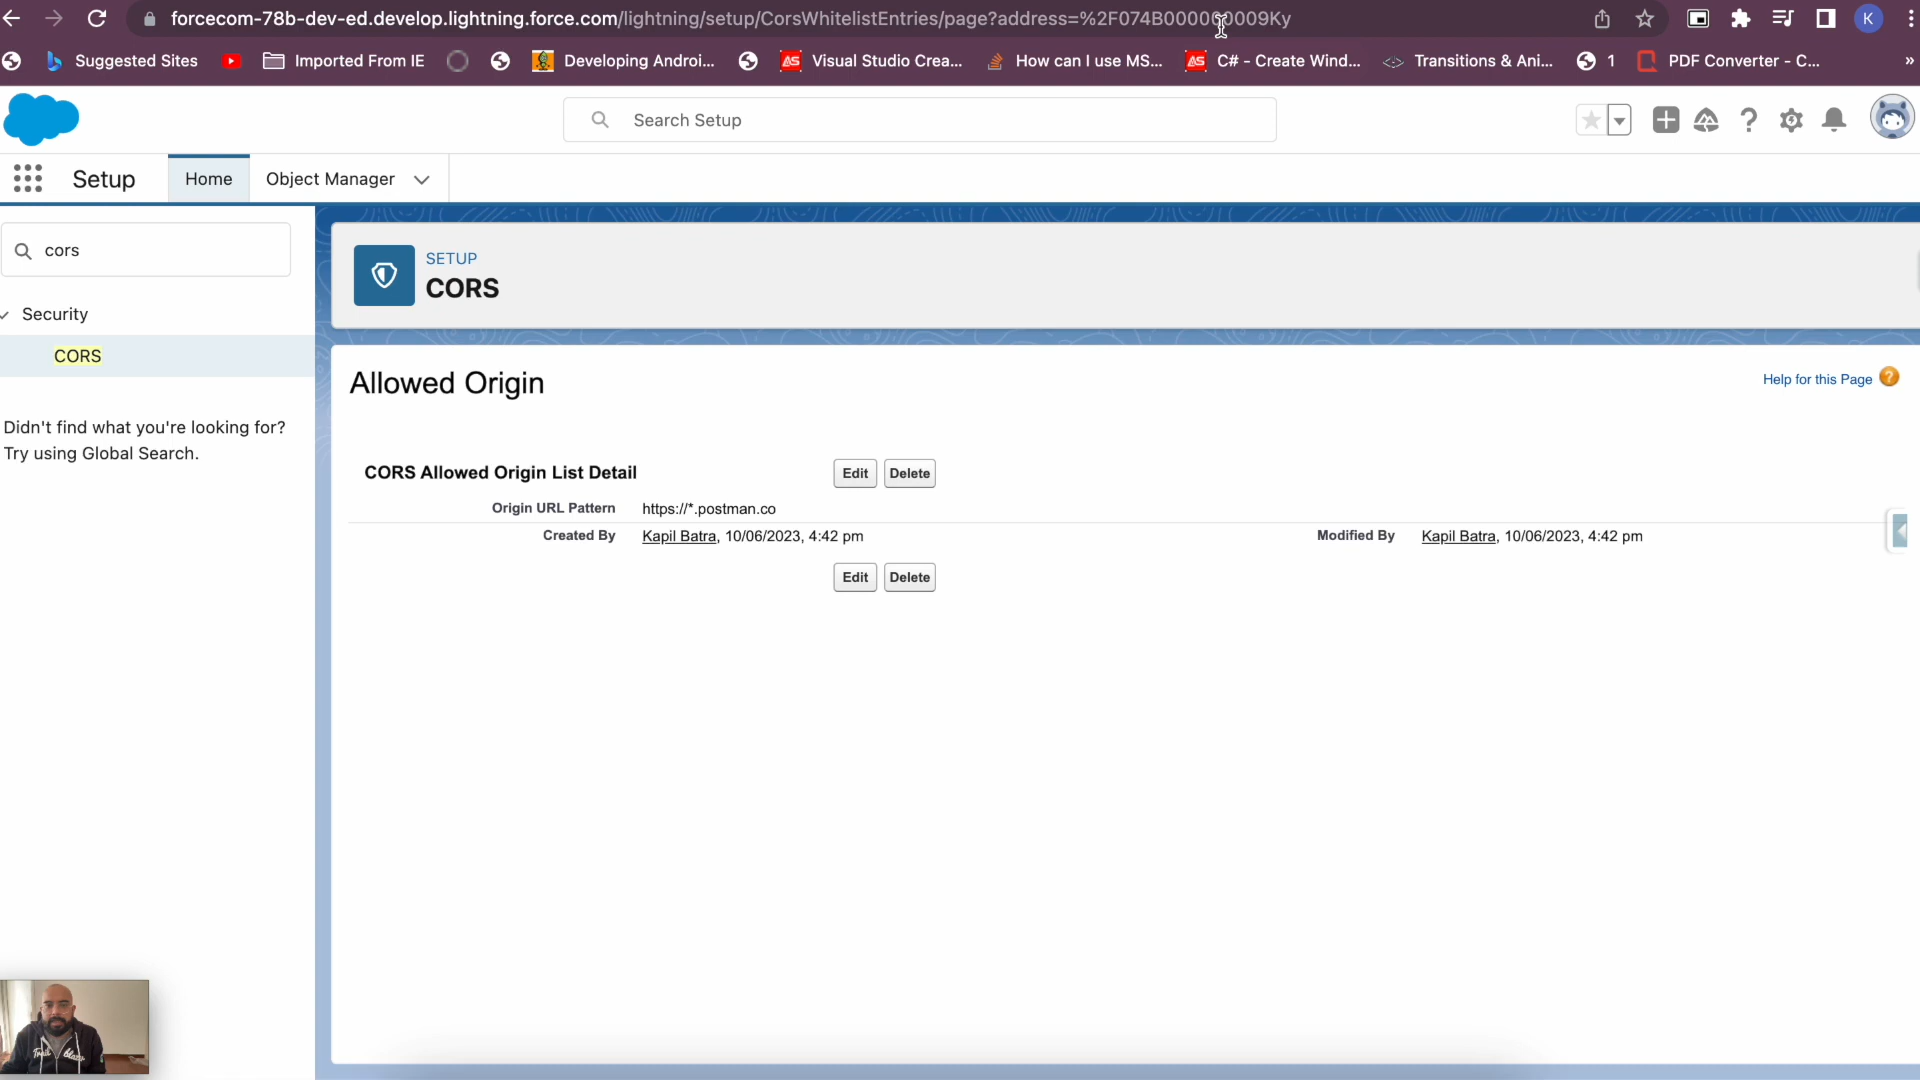 forcecom-78b-dev-ed.develop.lightning.force.com/lightning/setup/CorsWhitelistEntries/page?address=%2F074B000000009Ky
K
Suggested Sites
Imported From IE
Developing Androi...
Visual Studio Crea...
How can I use MS...
C# - Create Wind...
Transitions & Ani...
1
PDF Converter - C...
»
Search Setup
Setup
Home
Object Manager
cors
SETUP
CORS
Security
CORS
Allowed Origin
Help for this Page ?
Didn't find what you're looking for?
Try using Global Search.
CORS Allowed Origin List Detail
Edit
Delete
Origin URL Pattern https://*.postman.co
Created By Kapil Batra, 10/06/2023, 4:42 pm
Modified By Kapil Batra, 10/06/2023, 4:42 pm
Edit
Delete